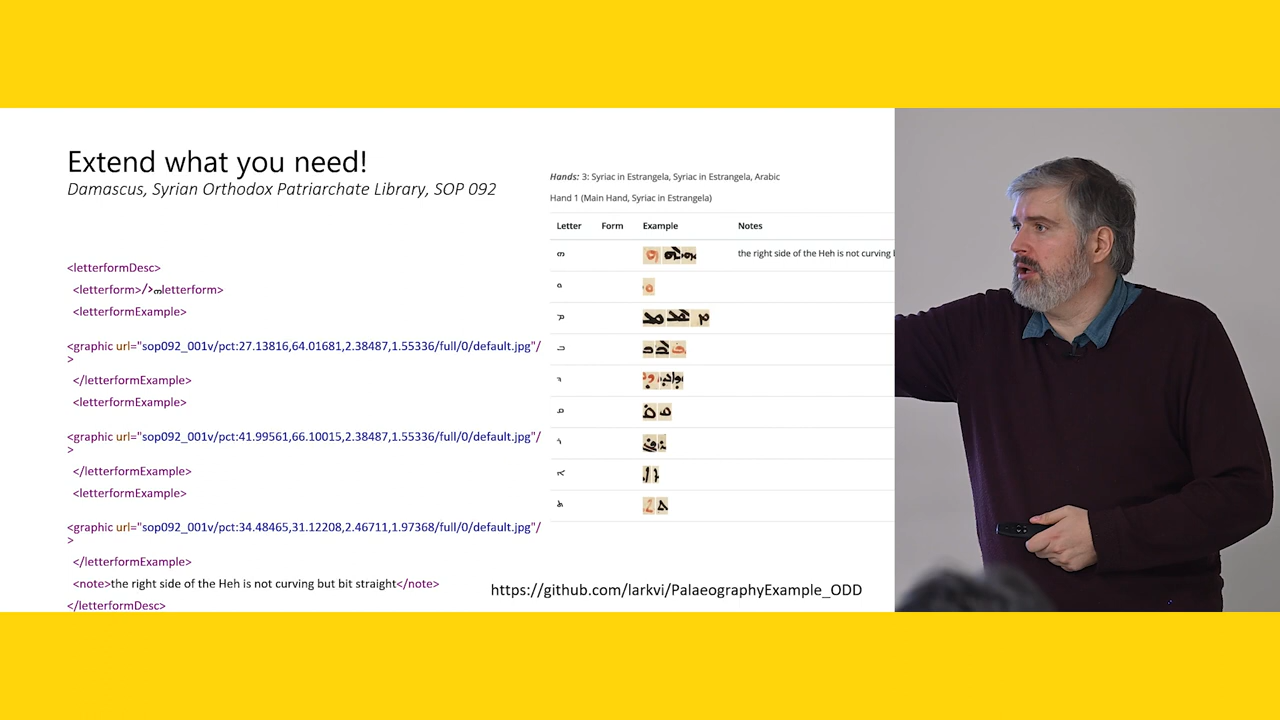 Extend what you need!
Damascus, Syrian Orthodox Patriarchate Library, SOP 092
<letterformDesc>
<letterform>/>ܗletterform>
<letterformExample>
<graphic url="sop092_001v/pct:27.13816,64.01681,2.38487,1.55336/full/0/default.jpg"/
>
</letterformExample>
<letterformExample>
<graphic url="sop092_001v/pct:41.99561,66.10015,2.38487,1.55336/full/0/default.jpg"/
>
</letterformExample>
<letterformExample>
<graphic url="sop092_001v/pct:34.48465,31.12208,2.46711,1.97368/full/0/default.jpg"/
>
</letterformExample>
<note>the right side of the Heh is not curving but bit straight</note>
</letterformDesc>
Hands: 3: Syriac in Estrangela, Syriac in Estrangela, Arabic
Hand 1 (Main Hand, Syriac in Estrangela)
Letter Form Example Notes
ܗ the right side of the Heh is not curving
https://github.com/larkvi/PalaeographyExample_ODD